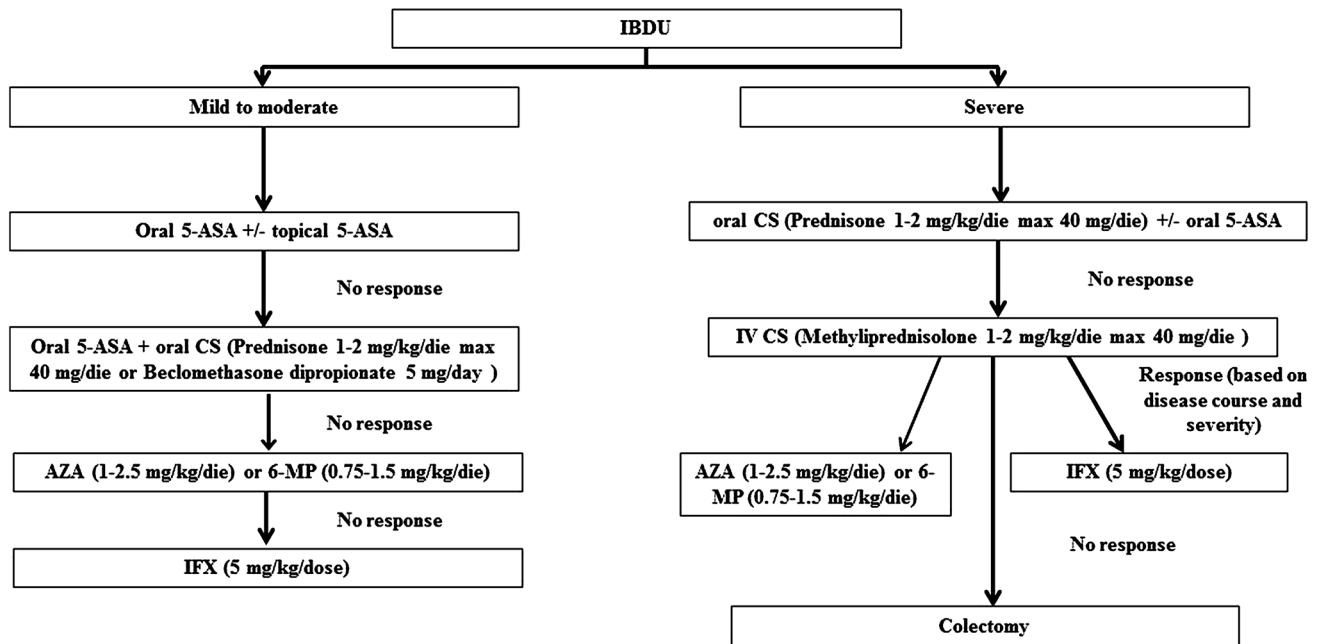 IBDU
Mild to moderate
Severe
Oral 5-ASA +/- topical 5-ASA
oral CS (Prednisone 1-2 mg/kg/die max 40 mg/die) +/- oral 5-ASA
No response
No response
Oral 5-ASA + oral CS (Prednisone 1-2 mg/kg/die max
40 mg/die or Beclomethasone dipropionate 5 mg/day )
IV CS (Methyliprednisolone 1-2 mg/kg/die max 40 mg/die )
Response (based on
disease course and
severity)
No response
AZA (1-2.5 mg/kg/die) or 6-MP (0.75-1.5 mg/kg/die)
AZA (1-2.5 mg/kg/die) or 6-
MP (0.75-1.5 mg/kg/die)
IFX (5 mg/kg/dose)
No response
No response
IFX (5 mg/kg/dose)
Colectomy